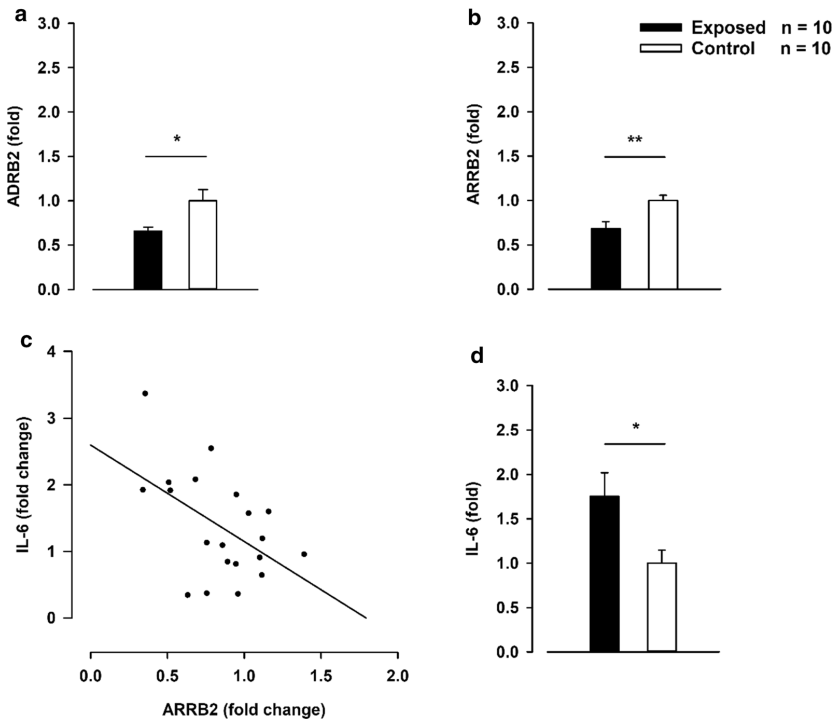 a
3.0
2.5
2.0
1.5
1.0
0.5
0.0
ADRB2 (fold)
*
b
3.0
2.5
2.0
1.5
1.0
0.5
0.0
ARRB2 (fold)
**
Exposed n = 10
Control n = 10
c
4
3
2
1
0
IL-6 (fold change)
0.0 0.5 1.0 1.5 2.0
ARRB2 (fold change)
d
3.0
2.5
2.0
1.5
1.0
0.5
0.0
IL-6 (fold)
*